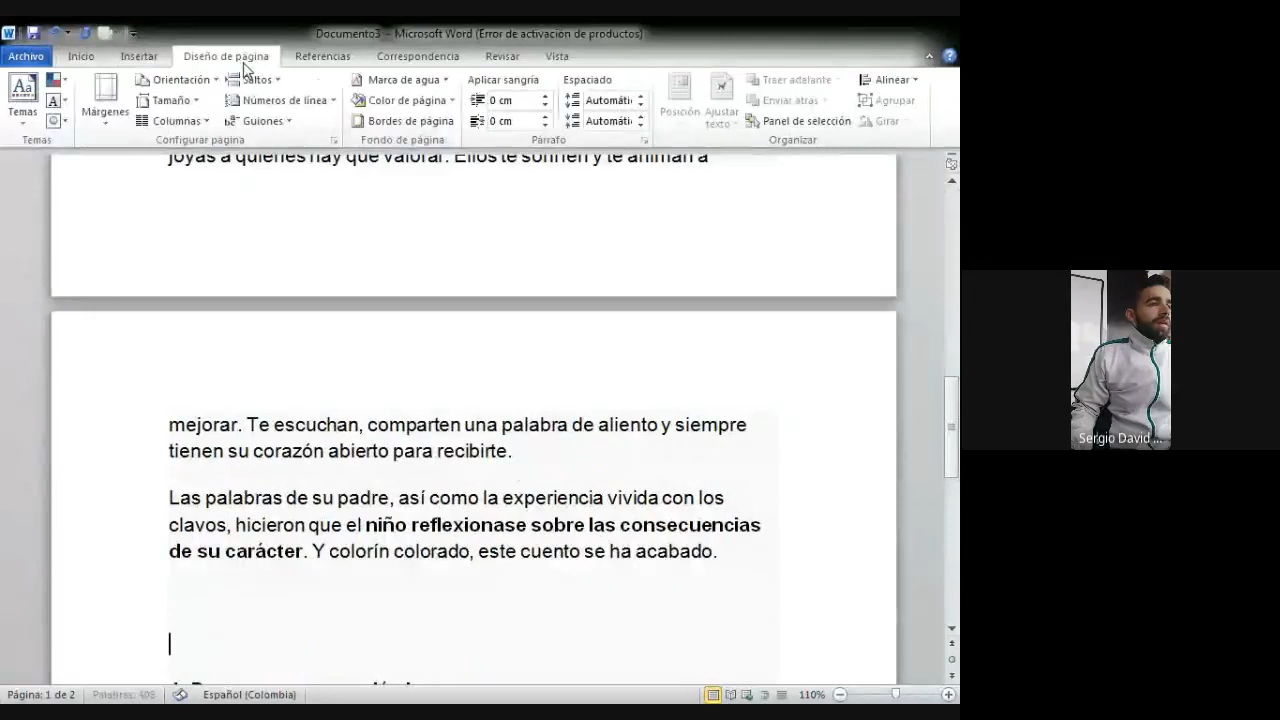 Documento3 - Microsoft Word (Error de activación de productos)
Archivo Inicio Insertar Diseño de página Referencias Correspondencia Revisar Vista
Temas
Márgenes
Orientación
Tamaño
Columnas
Saltos
Números de línea
Guiones
Marca de agua
Color de página
Bordes de página
Aplicar sangría
0 cm
0 cm
Espaciado
Automáti
Automáti
Posición
Ajustar texto
Traer adelante
Enviar atras
Panel de selección
Alinear
Agrupar
Girar
Temas Configurar página Fondo de página Párrafo Organizar
joyas a quienes hay que valorar. Ellos te sonríen y te animan a
mejorar. Te escuchan, comparten una palabra de aliento y siempre
tienen su corazón abierto para recibirte.
Las palabras de su padre, así como la experiencia vivida con los
clavos, hicieron que el niño reflexionase sobre las consecuencias
de su carácter. Y colorín colorado, este cuento se ha acabado.
Página: 1 de 2 Palabras: 408 Español (Colombia) 110%
Sergio David ...